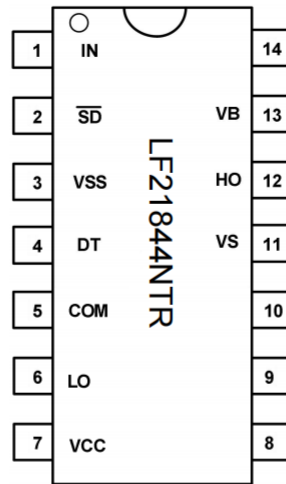 1 IN 14
2 S̅D̅ VB 13
3 VSS HO 12
4 DT VS 11
5 COM 10
6 LO 9
7 VCC 8
LF21844NTR